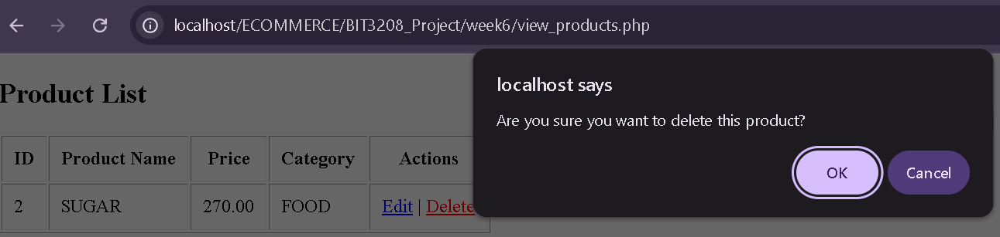 localhost/ECOMMERCE/BIT3208_Project/week6/view_products.php
localhost says
Are you sure you want to delete this product?
OK Cancel
Product List
ID Product Name Price Category Actions
2 SUGAR 270.00 FOOD Edit | Delete